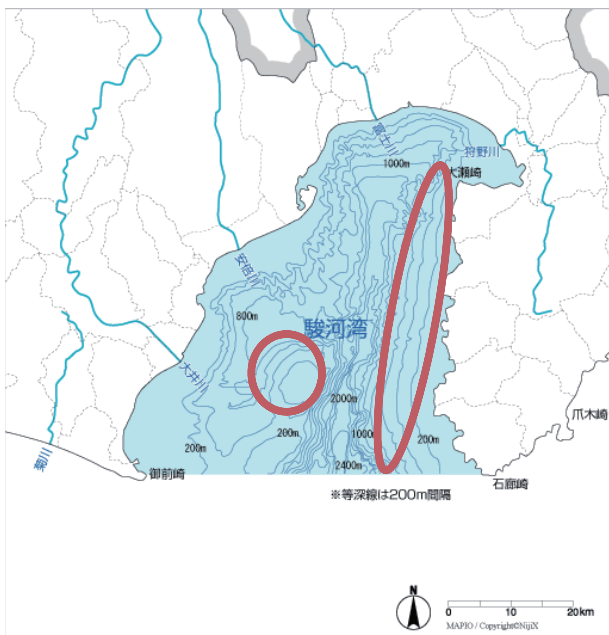 富士川
狩野川
1000m
大瀬崎
安倍川
800m
駿河湾
大井川
2000m
爪木崎
200m
200m
1000m
200m
菊川
2400m
御前崎
石廊崎
※等深線は200m間隔
N
0 10 20km
MAPIO / Copyright©NijiX